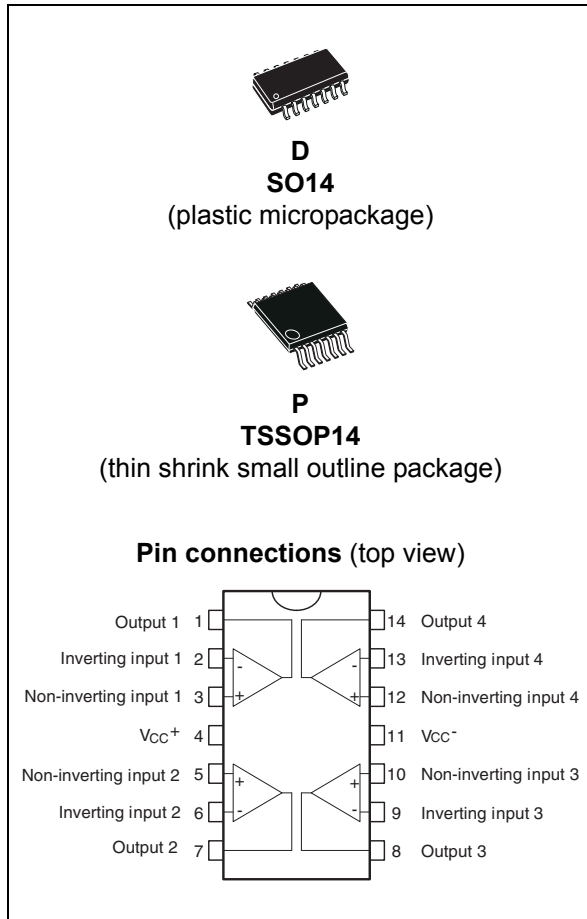 D
SO14
(plastic micropackage)
P
TSSOP14
(thin shrink small outline package)
Pin connections (top view)
Output 1 1 14 Output 4
Inverting input 1 2 - - 13 Inverting input 4
Non-inverting input 1 3 + + 12 Non-inverting input 4
VCC+ 4 11 VCC-
Non-inverting input 2 5 + + 10 Non-inverting input 3
Inverting input 2 6 - - 9 Inverting input 3
Output 2 7 8 Output 3